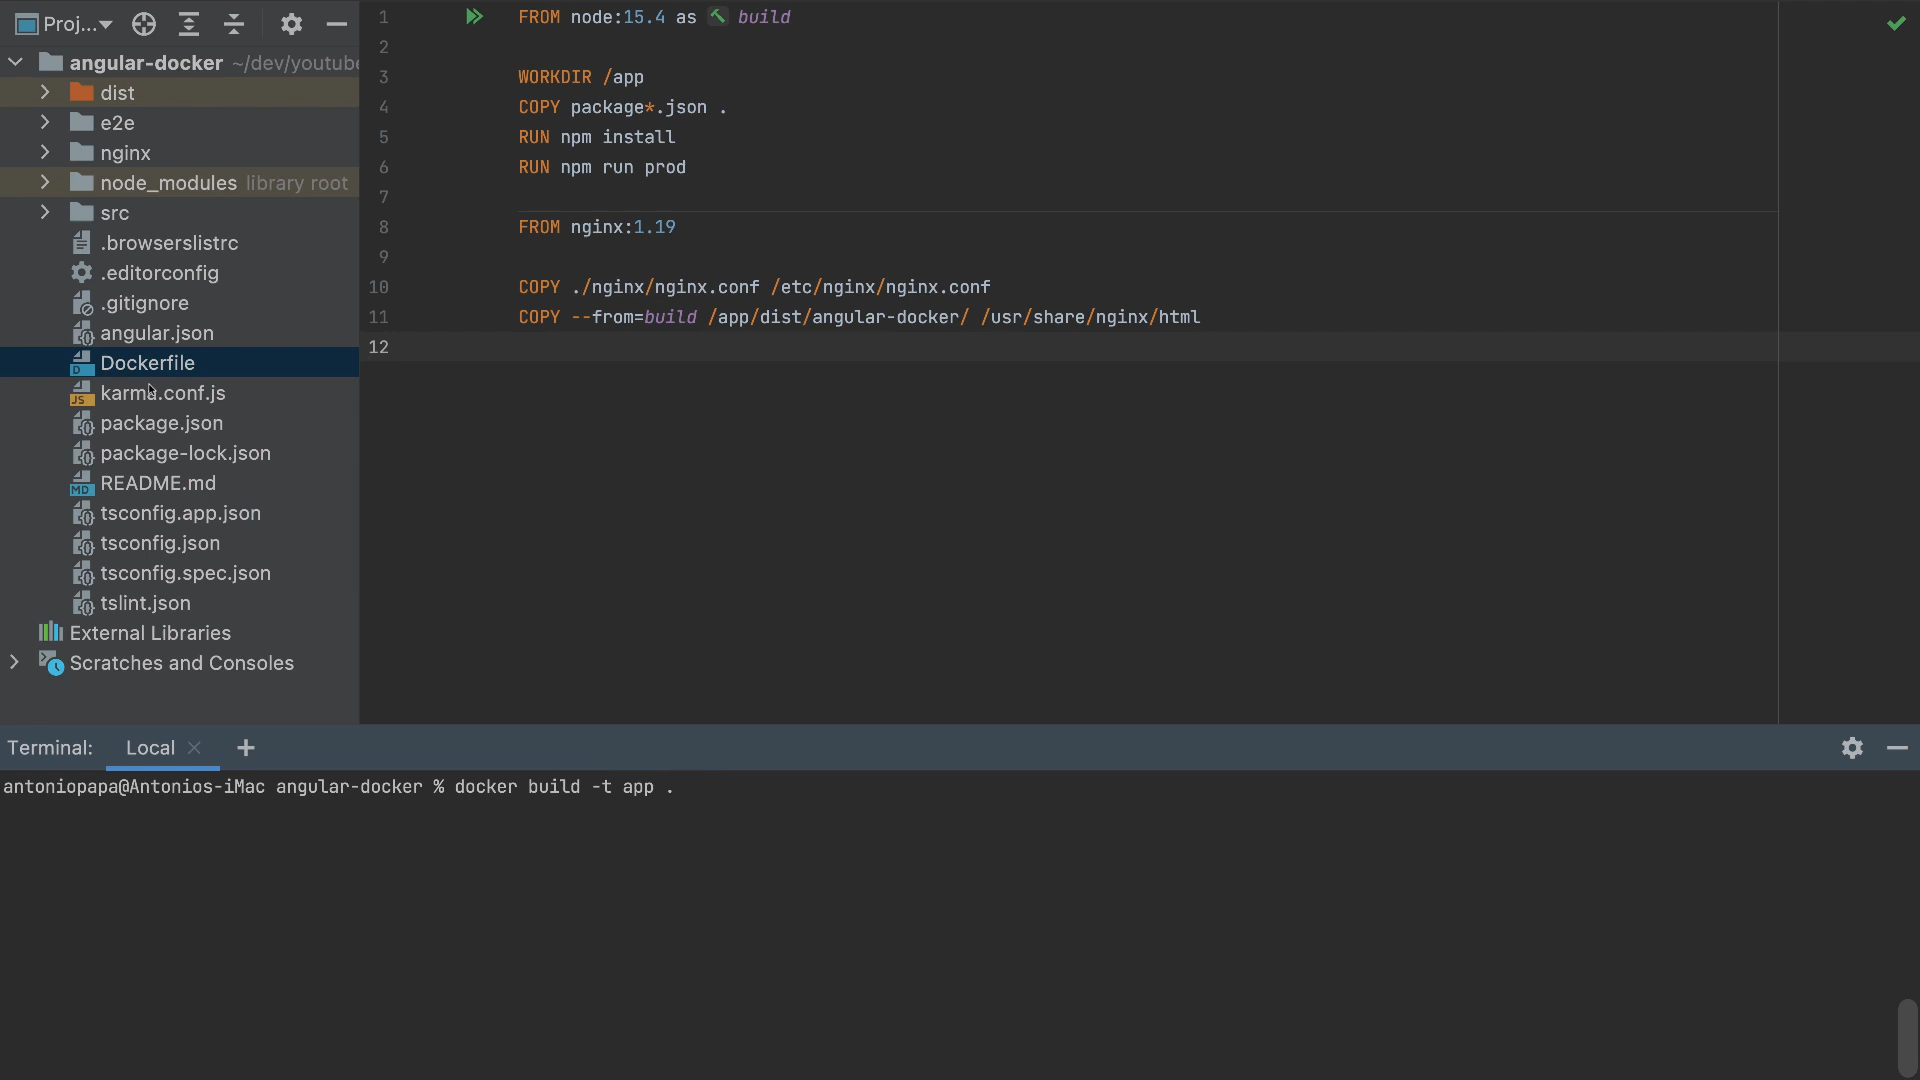 Proj...
angular-docker ~/dev/youtube
dist
e2e
nginx
node_modules library root
src
.browserslistrc
.editorconfig
.gitignore
angular.json
Dockerfile
karma.conf.js
package.json
package-lock.json
README.md
tsconfig.app.json
tsconfig.json
tsconfig.spec.json
tslint.json
External Libraries
Scratches and Consoles
1 FROM node:15.4 as build
2
3 WORKDIR /app
4 COPY package*.json .
5 RUN npm install
6 RUN npm run prod
7
8 FROM nginx:1.19
9
10 COPY ./nginx/nginx.conf /etc/nginx/nginx.conf
11 COPY --from=build /app/dist/angular-docker/ /usr/share/nginx/html
12
Terminal: Local
antoniopapa@Antonios-iMac angular-docker % docker build -t app .